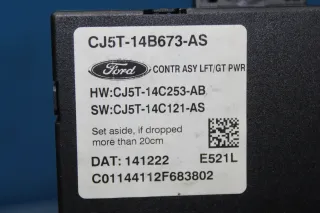 CJ5T-14B673-AS
Ford CONTR ASY LFT/GT PWR
HW:CJ5T-14C253-AB
SW:CJ5T-14C121-AS
Set aside, if dropped
more than 20cm
DAT: 141222 E521L
C01144112F683802